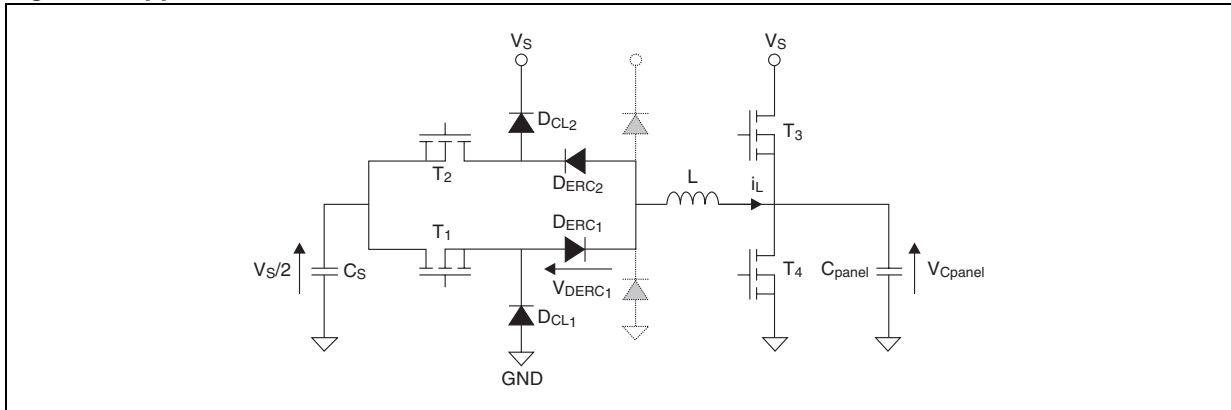 V_S
V_S
D_CL2
T_3
T_2
D_ERC2
L
i_L
T_1
D_ERC1
V_S/2
C_S
V_DERC1
T_4
C_panel
V_Cpanel
D_CL1
GND